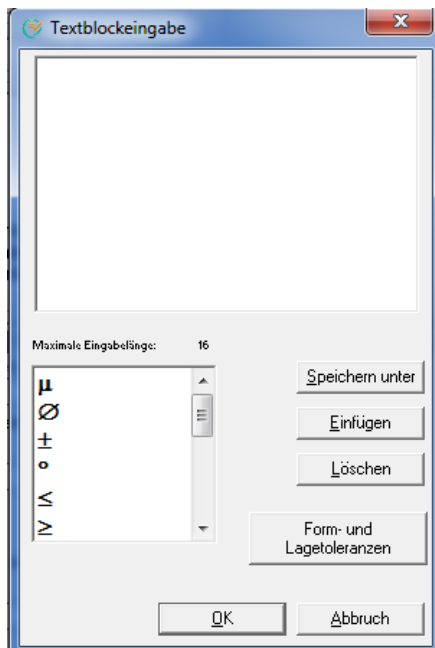 Textblockeingabe
Maximale Eingabelänge: 16
µ
Ø
±
°
≤
≥
Speichern unter
Einfügen
Löschen
Form- und
Lagetoleranzen
OK
Abbruch